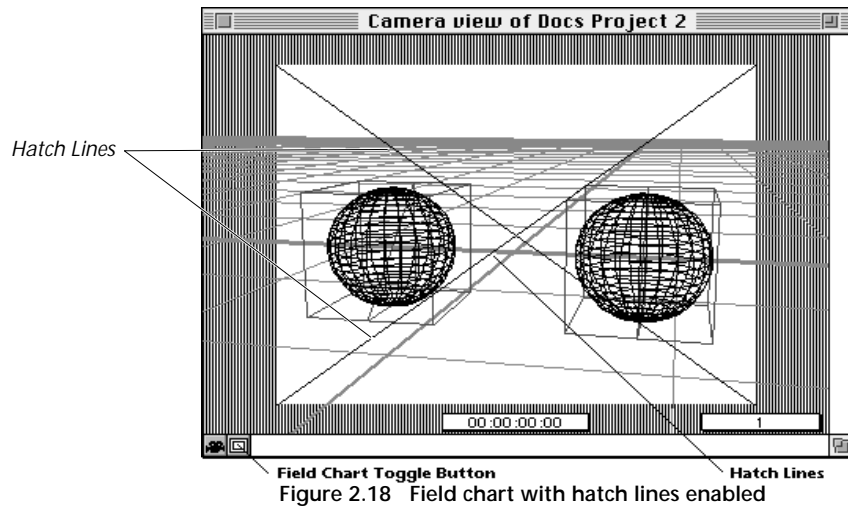 Camera view of Docs Project 2
Hatch Lines
00:00:00:00
1
Field Chart Toggle Button
Hatch Lines
Figure 2.18 Field chart with hatch lines enabled